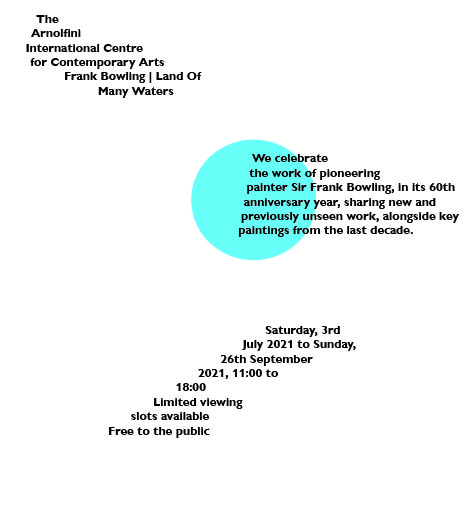 The
Arnolfini
International Centre
for Contemporary Arts
Frank Bowling | Land Of
Many Waters
We celebrate
the work of pioneering
painter Sir Frank Bowling, in its 60th
anniversary year, sharing new and
previously unseen work, alongside key
paintings from the last decade.
Saturday, 3rd
July 2021 to Sunday,
26th September
2021, 11:00 to
18:00
Limited viewing
slots available
Free to the public